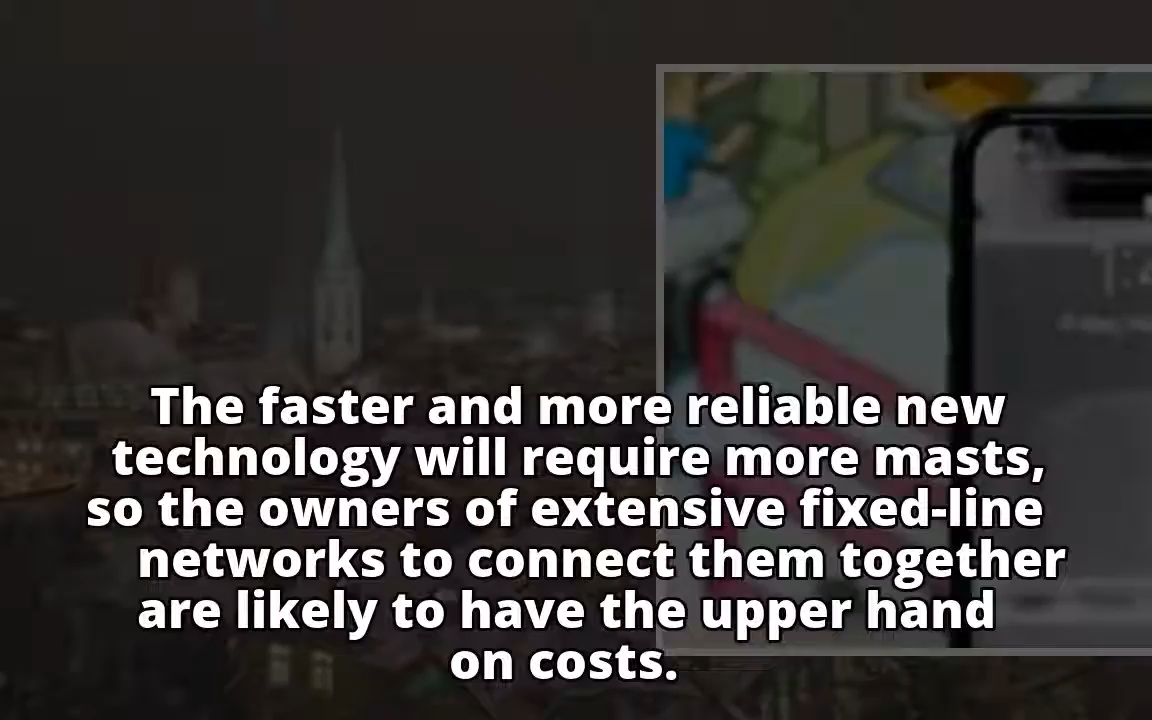 The faster and more reliable new
technology will require more masts,
so the owners of extensive fixed-line
networks to connect them together
are likely to have the upper hand
on costs.